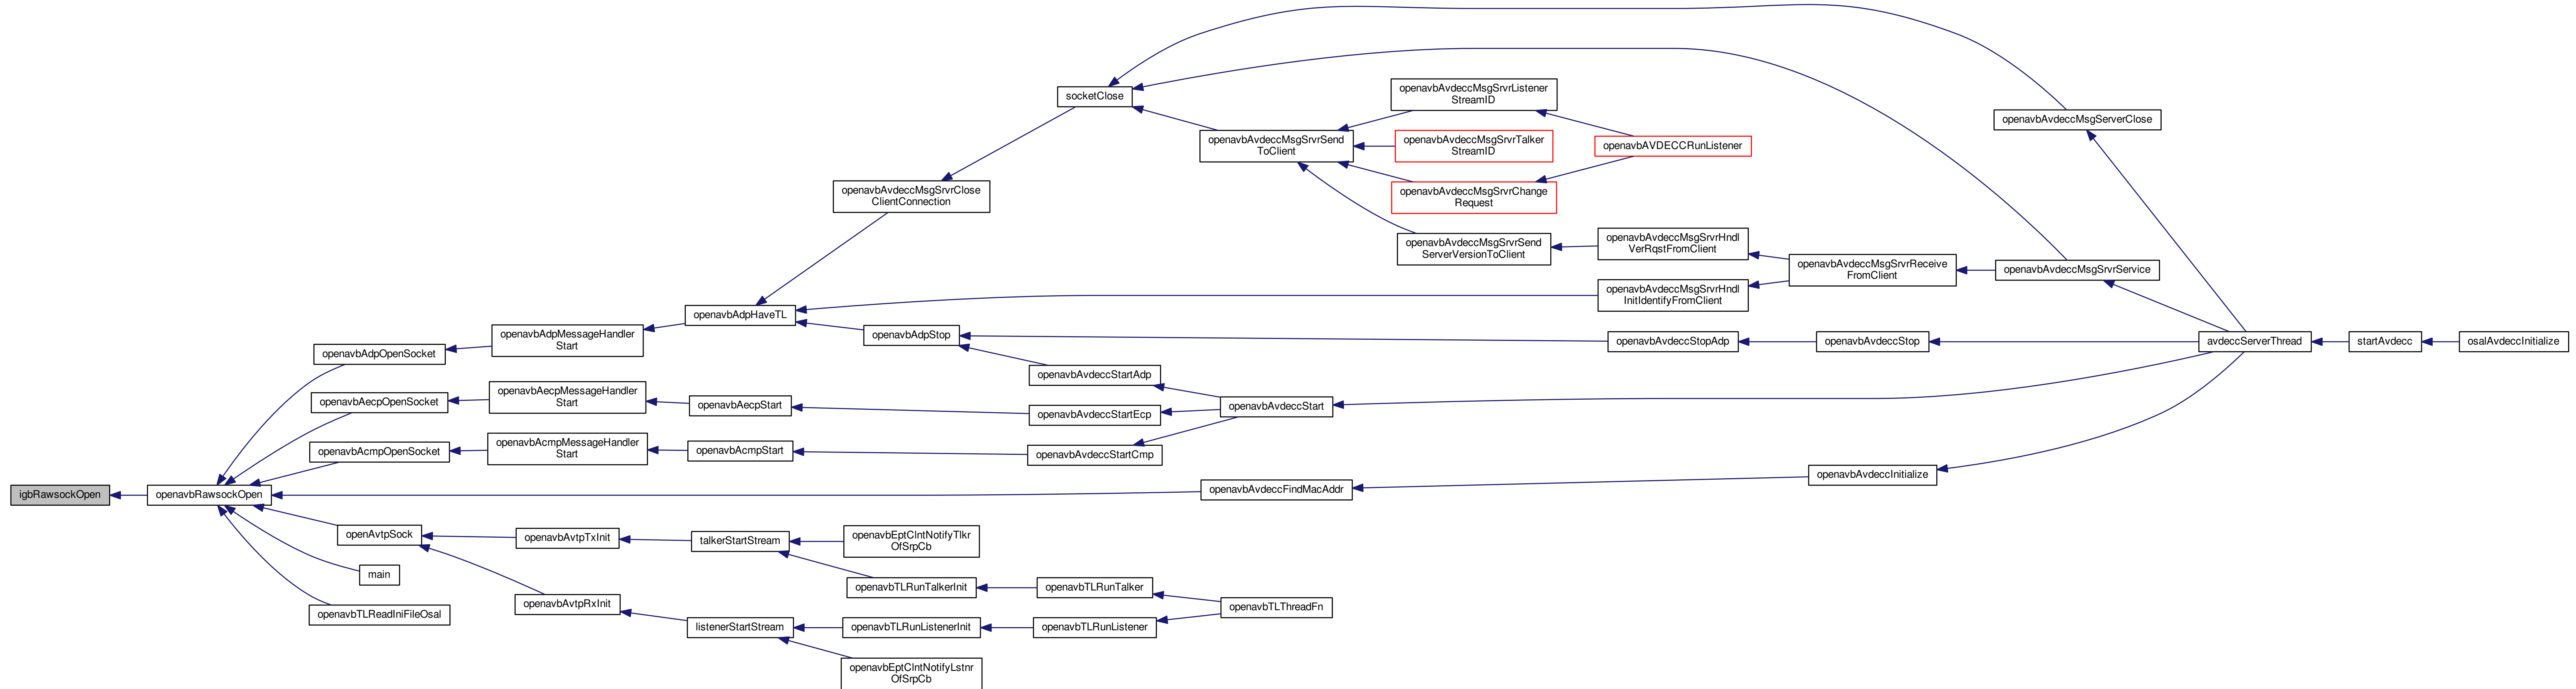 igbRawsockOpen
openavbRawsockOpen
openavbAdpOpenSocket
openavbAecpOpenSocket
openavbAcmpOpenSocket
openAvtpSock
main
openavbTLReadIniFileOsal
openavbAdpMessageHandler
Start
openavbAecpMessageHandler
Start
openavbAcmpMessageHandler
Start
openavbAvtpTxInit
openavbAvtpRxInit
openavbAdpHaveTL
openavbAecpStart
openavbAcmpStart
talkerStartStream
listenerStartStream
openavbAvdeccMsgSrvrClose
ClientConnection
openavbAdpStop
openavbEptClntNotifyTlkr
OfSrpCb
openavbTLRunTalkerInit
openavbTLRunListenerInit
openavbEptClntNotifyLstnr
OfSrpCb
socketClose
openavbAvdeccStartAdp
openavbAvdeccStartEcp
openavbAvdeccStartCmp
openavbTLRunTalker
openavbTLRunListener
openavbAvdeccMsgSrvrSend
ToClient
openavbAvdeccStart
openavbAvdeccFindMacAddr
openavbTLThreadFn
openavbAvdeccMsgSrvrListener
StreamID
openavbAvdeccMsgSrvrTalker
StreamID
openavbAvdeccMsgSrvrChange
Request
openavbAvdeccMsgSrvrSend
ServerVersionToClient
openavbAVDECCRunListener
openavbAvdeccMsgSrvrHndl
VerRqstFromClient
openavbAvdeccMsgSrvrHndl
InitIdentifyFromClient
openavbAvdeccStopAdp
openavbAvdeccMsgSrvrReceive
FromClient
openavbAvdeccStop
openavbAvdeccInitialize
openavbAvdeccMsgServerClose
openavbAvdeccMsgSrvrService
avdeccServerThread
startAvdecc
osalAvdeccInitialize